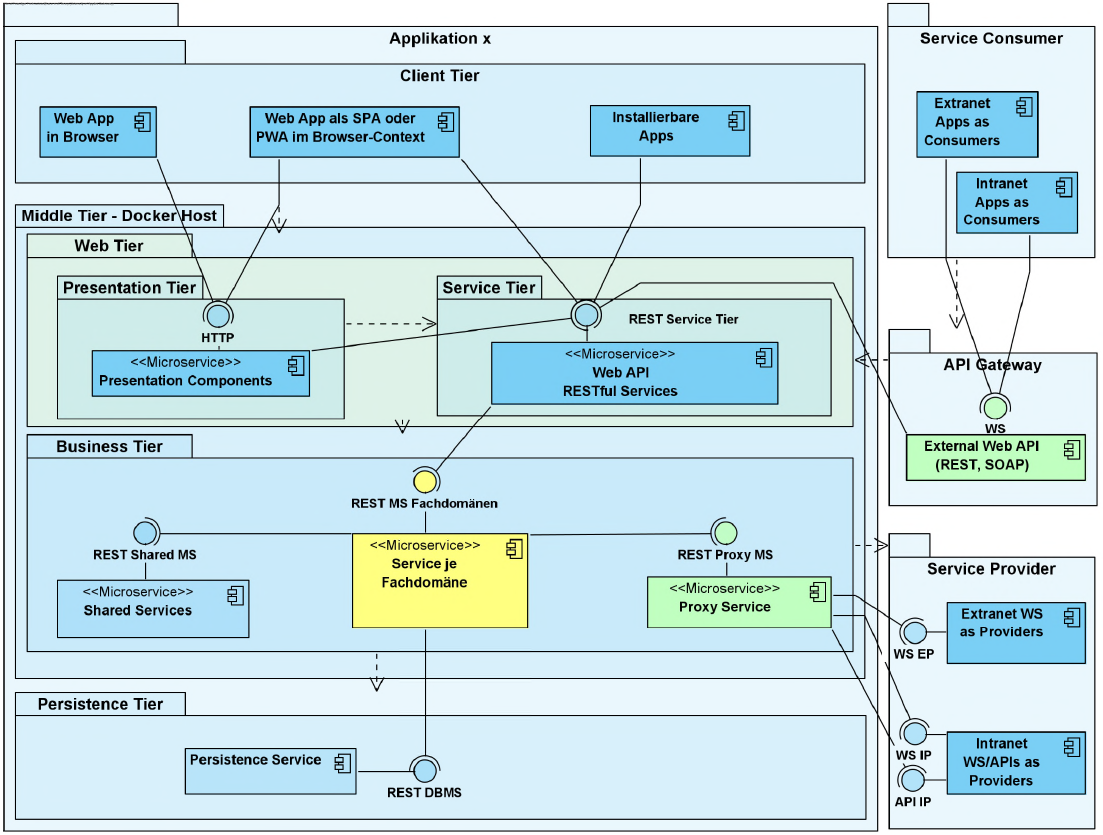 Applikation x
Client Tier
Web App
in Browser
Web App als SPA oder
PWA im Browser-Context
Installierbare
Apps
Middle Tier - Docker Host
Web Tier
Presentation Tier
HTTP
<<Microservice>>
Presentation Components
Service Tier
REST Service Tier
<<Microservice>>
Web API
RESTful Services
Business Tier
REST MS Fachdomänen
REST Shared MS
<<Microservice>>
Shared Services
<<Microservice>>
Service je
Fachdomäne
REST Proxy MS
<<Microservice>>
Proxy Service
Persistence Tier
Persistence Service
REST DBMS
Service Consumer
Extranet
Apps as
Consumers
Intranet
Apps as
Consumers
API Gateway
WS
External Web API
(REST, SOAP)
Service Provider
Extranet WS
as Providers
WS EP
Intranet
WS/APIs as
Providers
WS IP
API IP